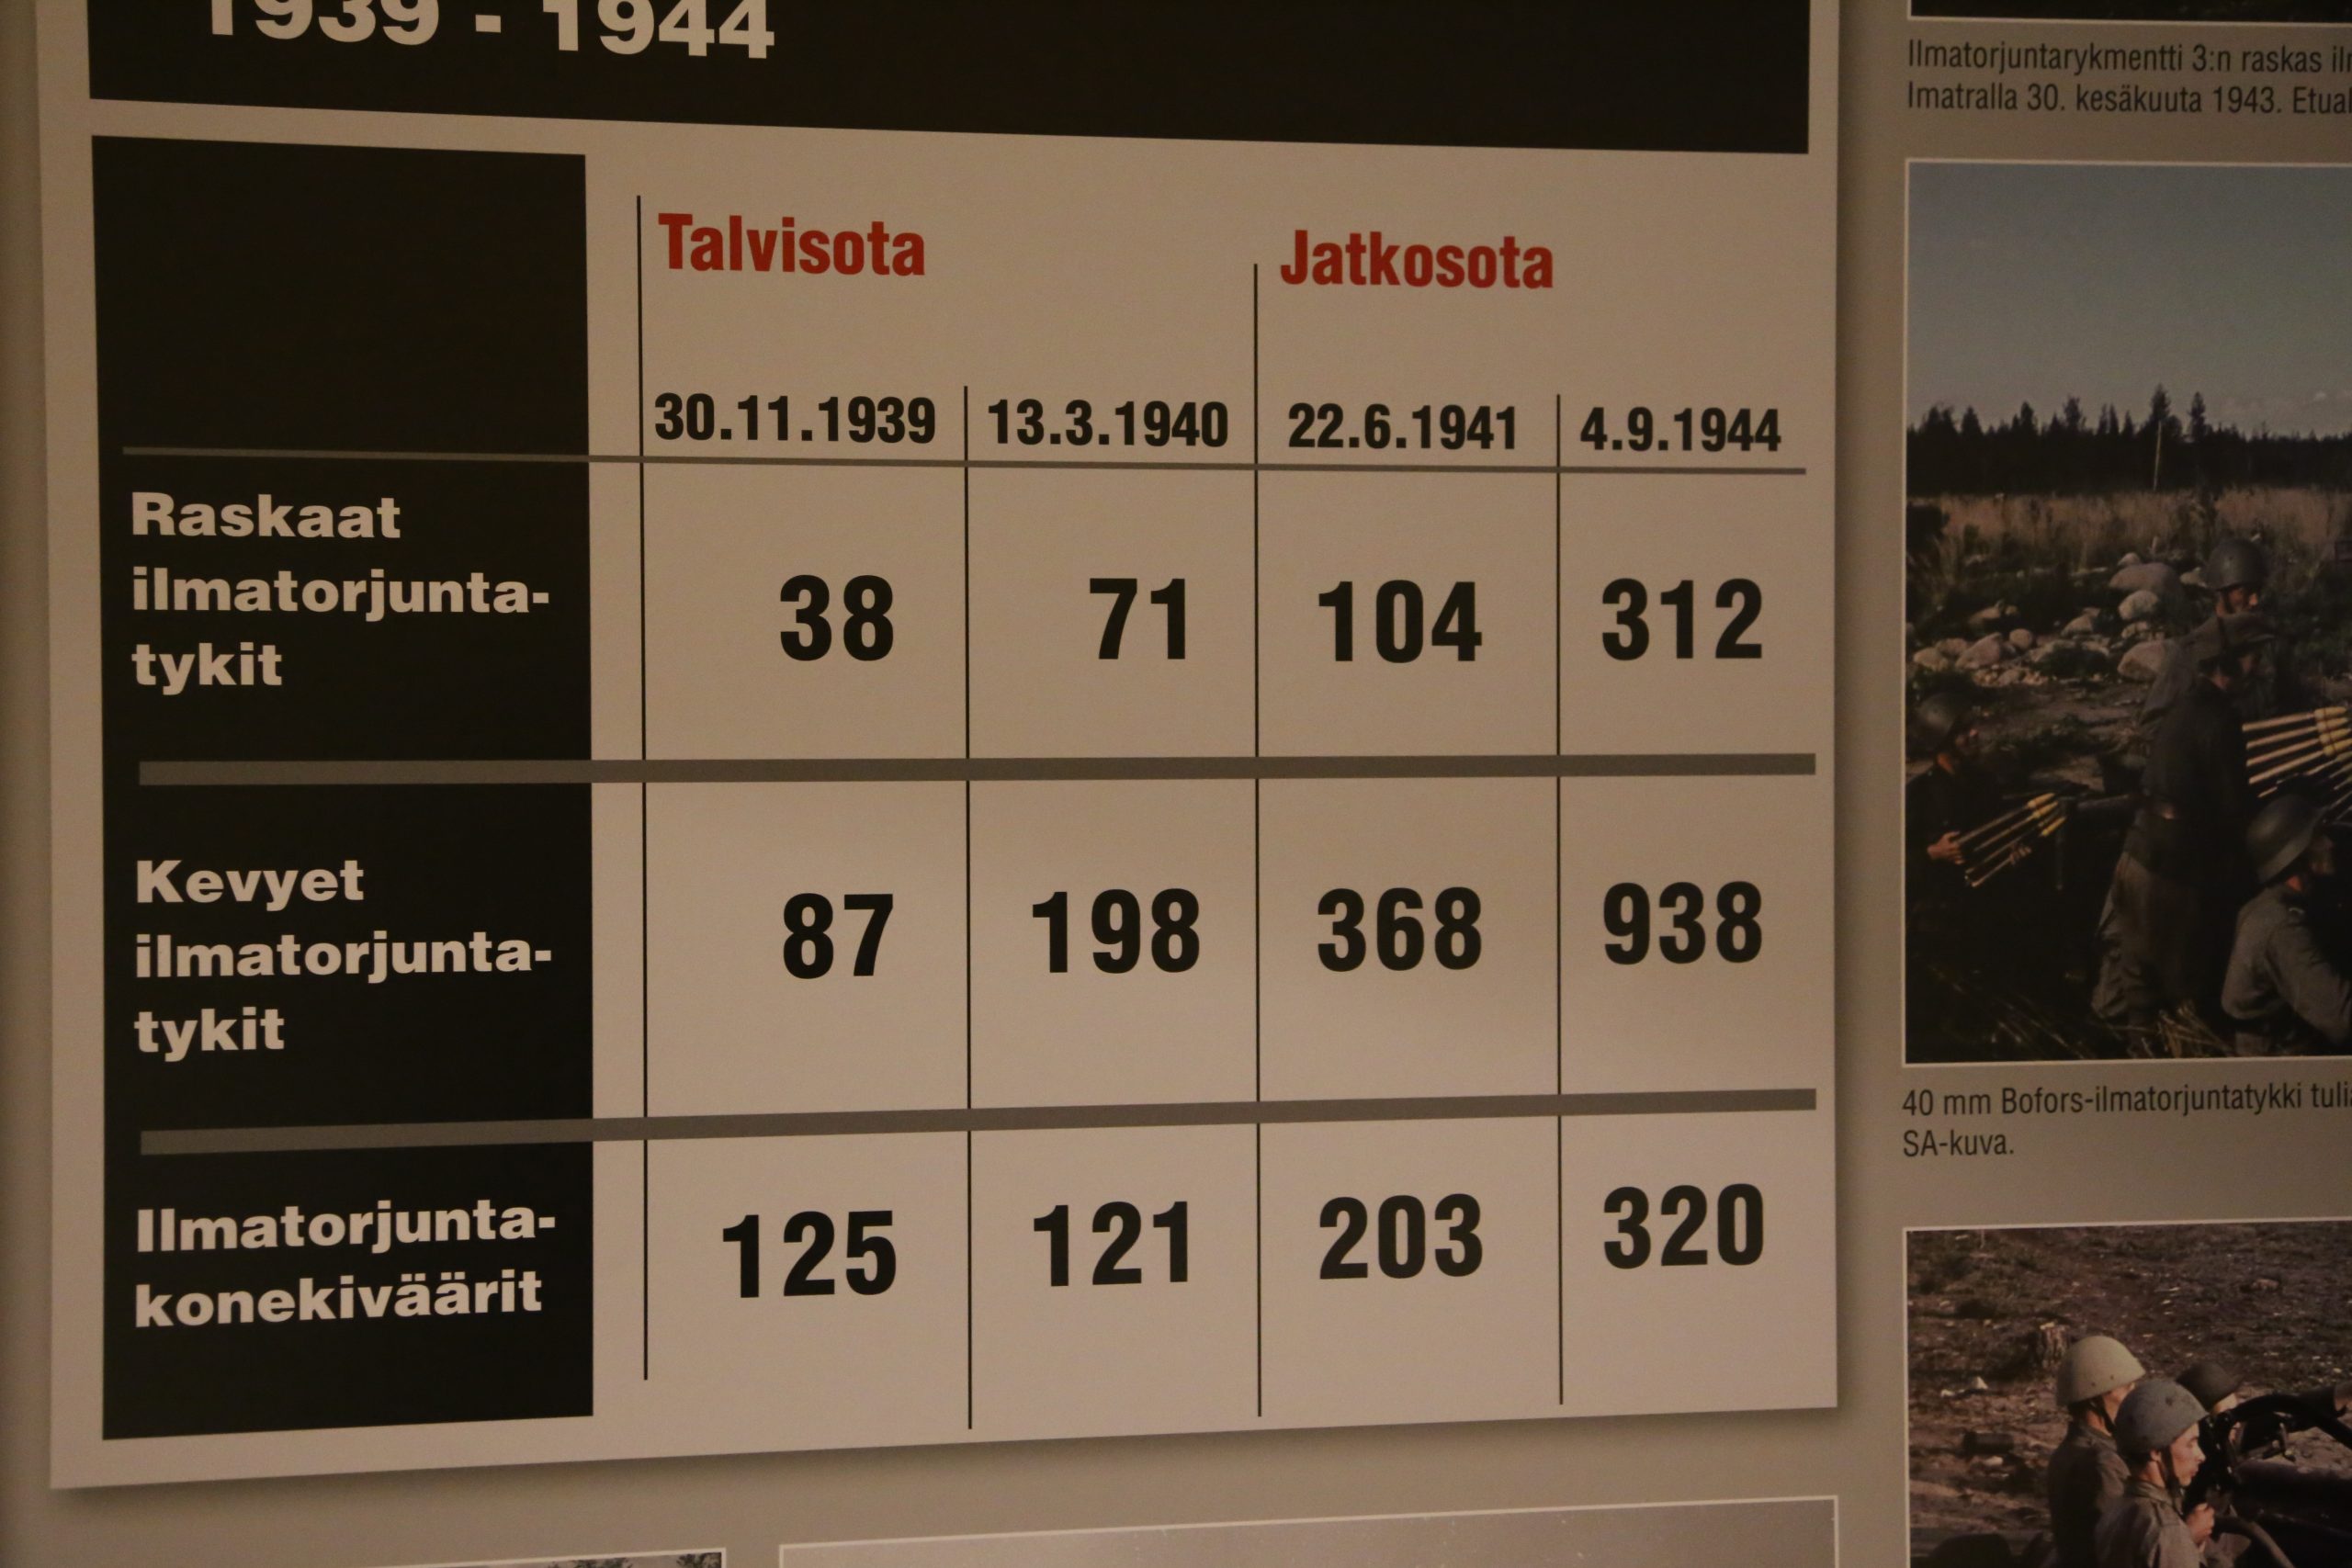 1939 - 1944
Talvisota
Jatkosota
30.11.1939 13.3.1940 22.6.1941 4.9.1944
Raskaat
ilmatorjunta-
tykit
38 71 104 312
Kevyet
ilmatorjunta-
tykit
87 198 368 938
Ilmatorjunta-
konekiväärit
125 121 203 320
Ilmatorjuntarykmentti 3:n raskas
Imatralla 30. kesäkuuta 1943.
40 mm Bofors-ilmatorjuntatykki
SA-kuva.